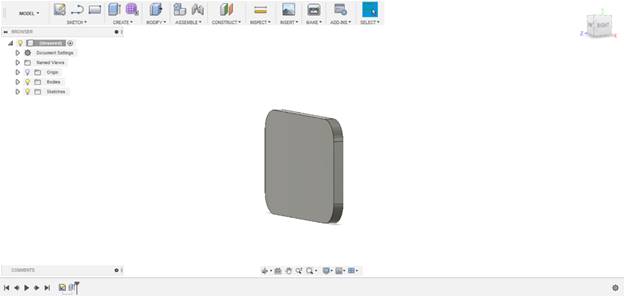 MODEL
SKETCH CREATE MODIFY ASSEMBLE CONSTRUCT INSPECT INSERT MAKE ADD-INS SELECT
BROWSER
(Unsaved)
Document Settings
Named Views
Origin
Bodies
Sketches
RIGHT
Z
COMMENTS